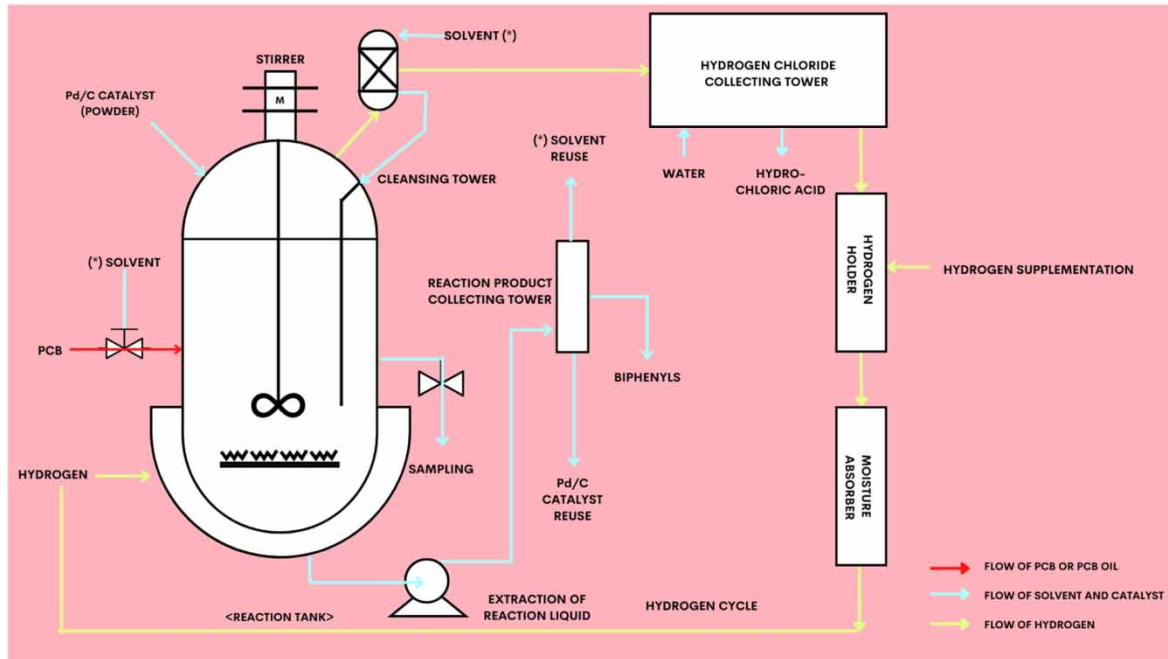 SOLVENT (*)
STIRRER
M
Pd/C CATALYST
(POWDER)
HYDROGEN CHLORIDE
COLLECTING TOWER
(*) SOLVENT
REUSE
WATER
HYDRO-
CHLORIC ACID
CLEANSING TOWER
HYDROGEN
HOLDER
HYDROGEN SUPPLEMENTATION
(*) SOLVENT
REACTION PRODUCT
COLLECTING TOWER
PCB
BIPHENYLS
SAMPLING
HYDROGEN
Pd/C
CATALYST
REUSE
MOISTURE
ABSORBER
FLOW OF PCB OR PCB OIL
FLOW OF SOLVENT AND CATALYST
FLOW OF HYDROGEN
EXTRACTION OF
REACTION LIQUID
HYDROGEN CYCLE
<REACTION TANK>